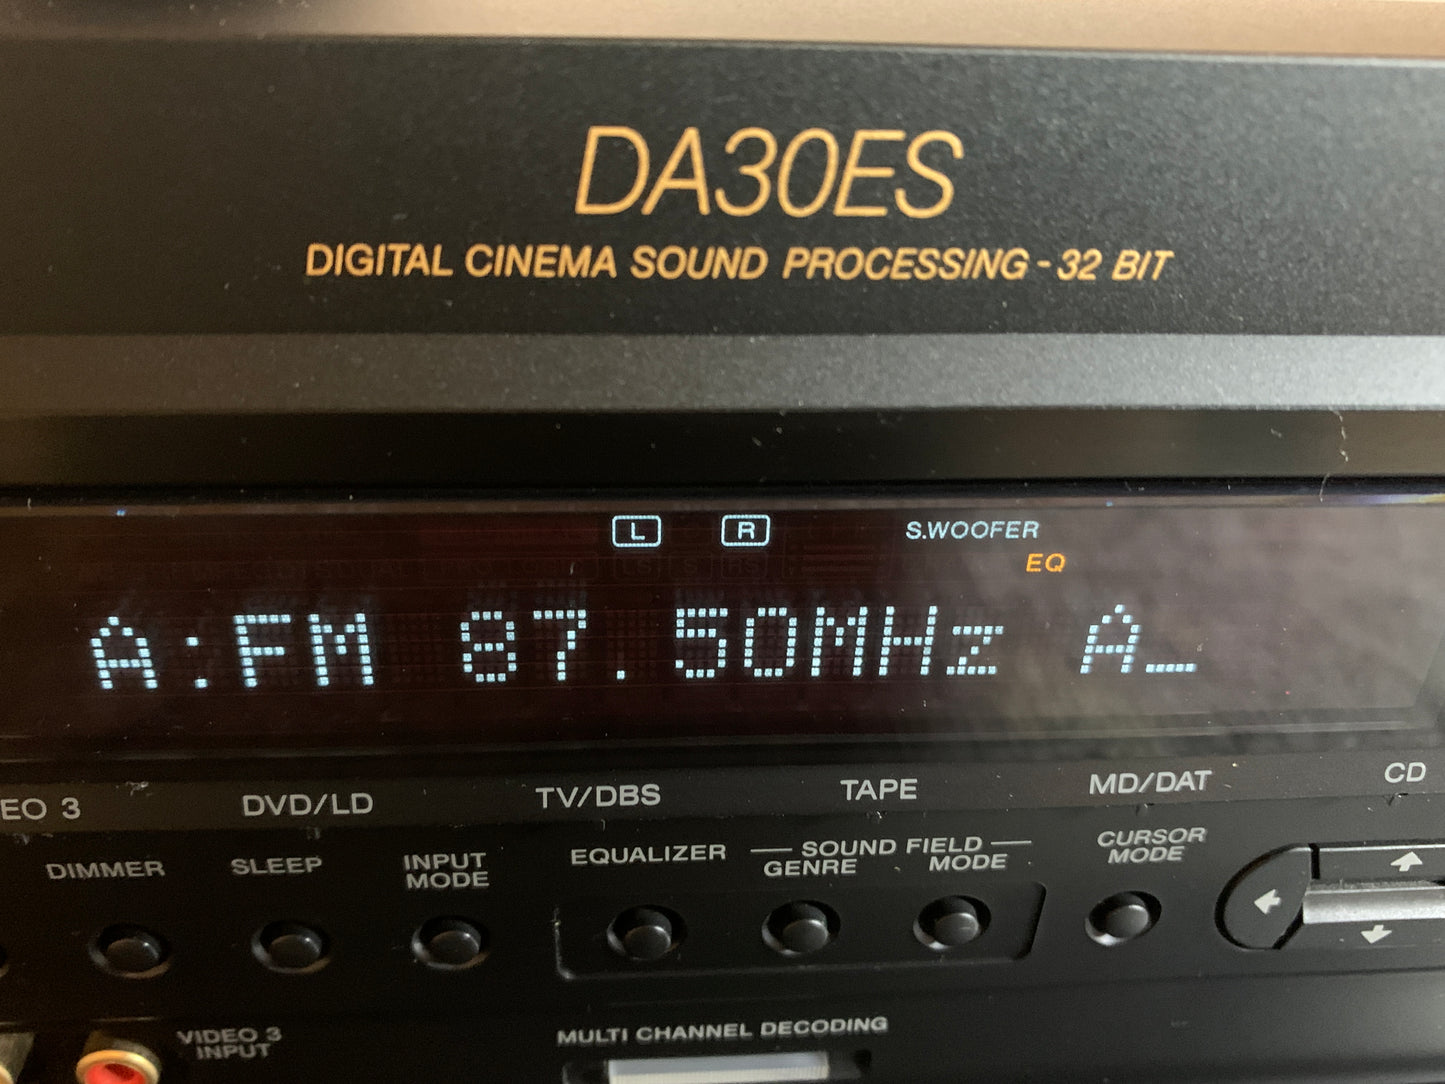 DA30ES
DIGITAL CINEMA SOUND PROCESSING - 32 BIT
L R S.WOOFER
EQ
A:FM 87.50MHz A_
EO 3 DVD/LD TV/DBS TAPE MD/DAT CD
DIMMER SLEEP INPUT MODE EQUALIZER SOUND FIELD GENRE MODE CURSOR MODE
VIDEO 3 INPUT
MULTI CHANNEL DECODING